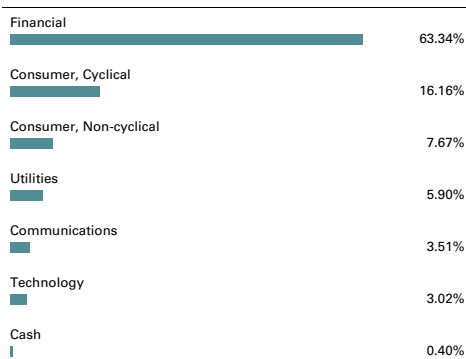 Financial
63.34%
Consumer, Cyclical
16.16%
Consumer, Non-cyclical
7.67%
Utilities
5.90%
Communications
3.51%
Technology
3.02%
Cash
0.40%